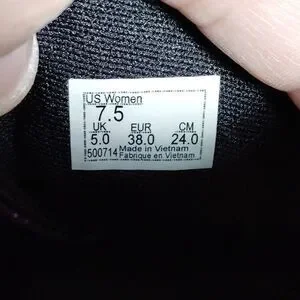 US Women
7.5
UK EUR CM
5.0 38.0 24.0
500714 Made in Vietnam
Fabrique en Vietnam